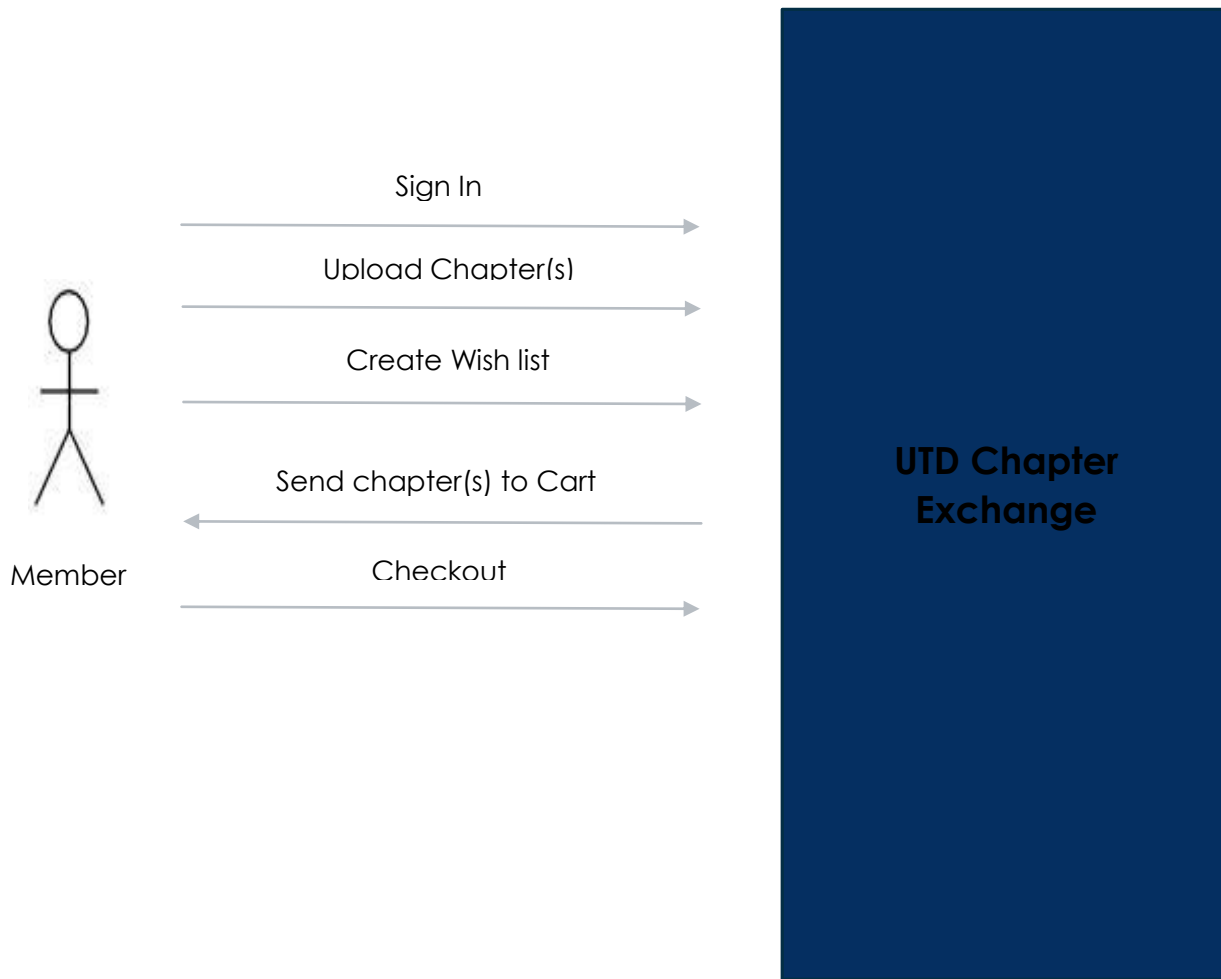 Sign In
Upload Chapter(s)
Create Wish list
Send chapter(s) to Cart
Checkout
Member
UTD Chapter
Exchange